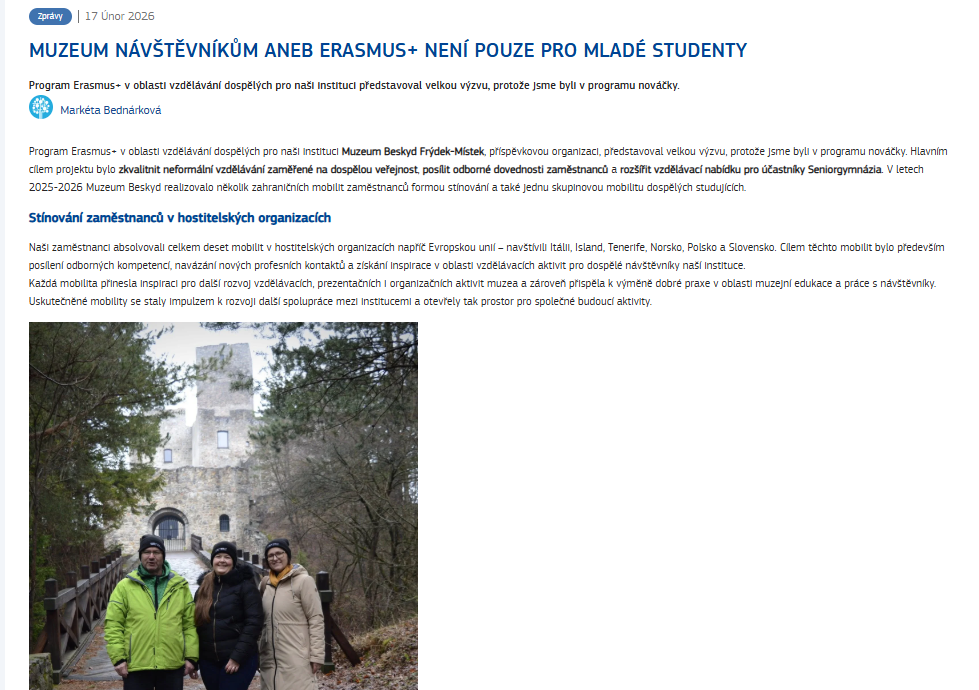 Zprávy | 17 Únor 2026
MUZEUM NÁVŠTĚVNÍKŮM ANEB ERASMUS+ NENÍ POUZE PRO MLADÉ STUDENTY
Program Erasmus+ v oblasti vzdělávání dospělých pro naši instituci představoval velkou výzvu, protože jsme byli v programu nováčky.
Markéta Bednárková
Program Erasmus+ v oblasti vzdělávání dospělých pro naši instituci Muzeum Beskyd Frýdek-Místek, příspěvkovou organizaci, představoval velkou výzvu, protože jsme byli v programu nováčky. Hlavním
cílem projektu bylo zkvalitnit neformální vzdělávání zaměřené na dospělou veřejnost, posílit odborné dovednosti zaměstnanců a rozšířit vzdělávací nabídku pro účastníky Seniorgymnázia. V letech
2025-2026 Muzeum Beskyd realizovalo několik zahraničních mobilit zaměstnanců formou stínování a také jednu skupinovou mobilitu dospělých studujících.
Stínování zaměstnanců v hostitelských organizacích
Naši zaměstnanci absolvovali celkem deset mobilit v hostitelských organizacích napříč Evropskou unií – navštívili Itálii, Island, Tenerife, Norsko, Polsko a Slovensko. Cílem těchto mobilit bylo především
posílení odborných kompetencí, navázání nových profesních kontaktů a získání inspirace v oblasti vzdělávacích aktivit pro dospělé návštěvníky naší instituce.
Každá mobilita přinesla inspiraci pro další rozvoj vzdělávacích, prezentačních i organizačních aktivit muzea a zároveň přispěla k výměně dobré praxe v oblasti muzejní edukace a práce s návštěvníky.
Uskutečněné mobility se staly impulzem k rozvoji další spolupráce mezi institucemi a otevřely tak prostor pro společné budoucí aktivity.